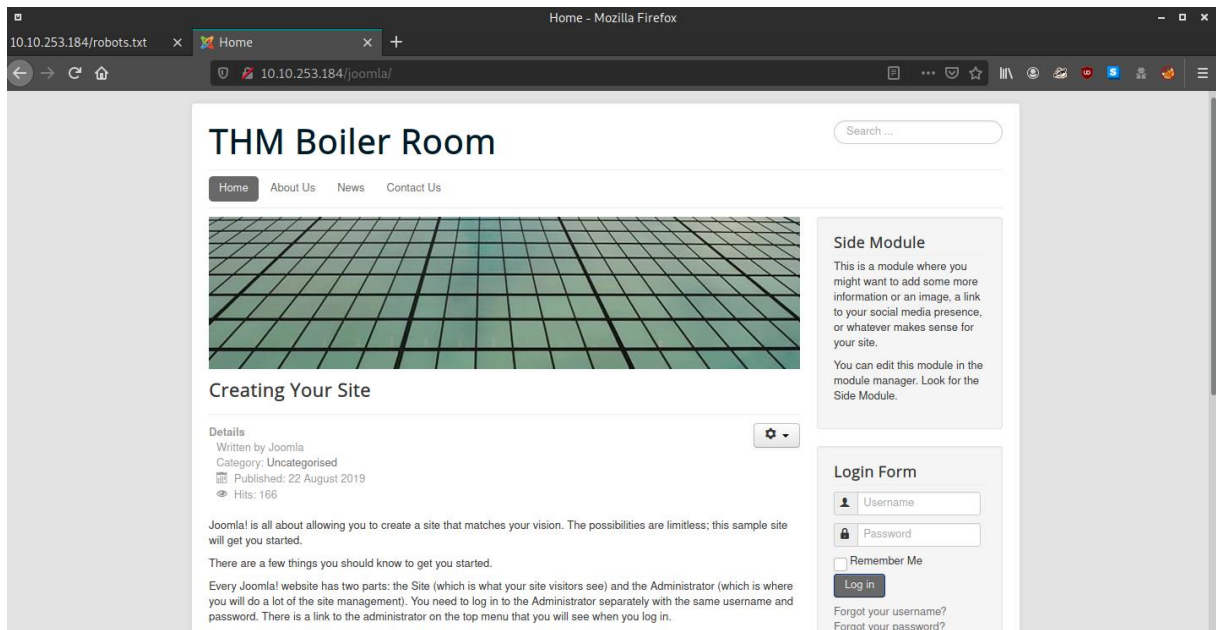 Home - Mozilla Firefox
10.10.253.184/robots.txt
Home
10.10.253.184/joomla/
THM Boiler Room
Search ...
Home
About Us
News
Contact Us
Creating Your Site
Details
Written by Joomla
Category: Uncategorised
Published: 22 August 2019
Hits: 166
Joomla! is all about allowing you to create a site that matches your vision. The possibilities are limitless; this sample site
will get you started.
There are a few things you should know to get you started.
Every Joomla! website has two parts: the Site (which is what your site visitors see) and the Administrator (which is where
you will do a lot of the site management). You need to log in to the Administrator separately with the same username and
password. There is a link to the administrator on the top menu that you will see when you log in.
Side Module
This is a module where you
might want to add some more
information or an image, a link
to your social media presence,
or whatever makes sense for
your site.
You can edit this module in the
module manager. Look for the
Side Module.
Login Form
Username
Password
Remember Me
Log in
Forgot your username?
Forgot your password?